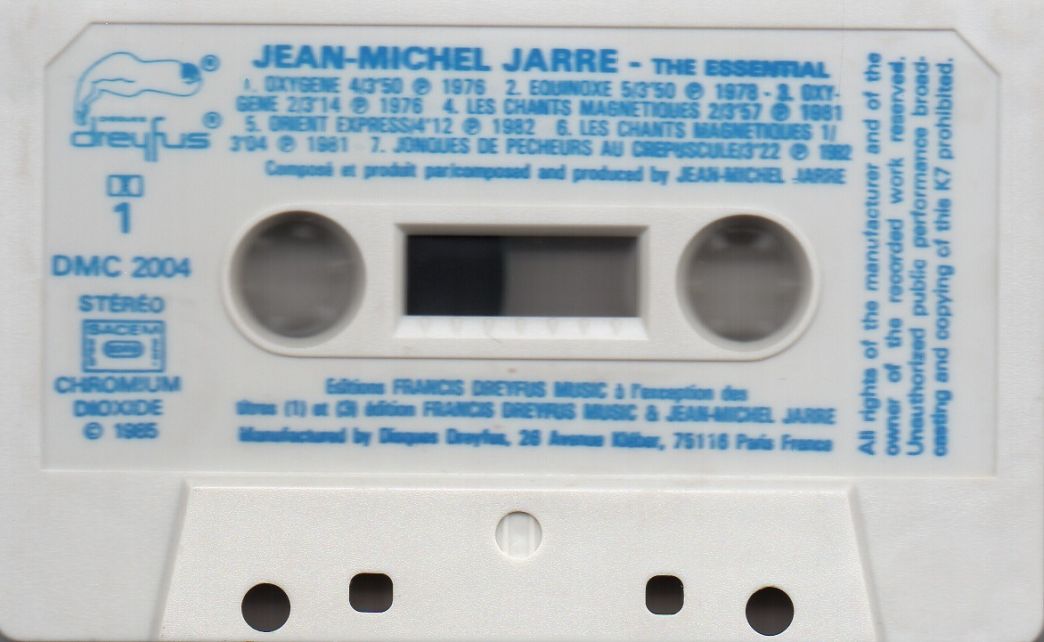 JEAN-MICHEL JARRE - THE ESSENTIAL
1. OXYGENE 4/3'50 ℗ 1976 2. EQUINOXE 5/3'50 ℗ 1978 - 3. OXY-
GENE 2/3'14 ℗ 1976 4. LES CHANTS MAGNETIQUES 2/3'57 ℗ 1981
5. ORIENT EXPRESS/4'12 ℗ 1982 6. LES CHANTS MAGNETIQUES 1/
3'04 ℗ 1981 7. JONQUES DE PECHEURS AU CREPUSCULE/3'22 ℗ 1982
Composé et produit par/composed and produced by JEAN-MICHEL JARRE
®
dreyfus®
1
DMC 2004
STÉRÉO
SACEM
CHROMIUM
DIOXIDE
© 1985
Editions FRANCIS DREYFUS MUSIC à l'exception des
titres (1) et (3) édition FRANCIS DREYFUS MUSIC & JEAN-MICHEL JARRE
Manufactured by Disques Dreyfus, 26 Avenue Kléber, 75116 Paris France
All rights of the manufacturer and of the
owner of the recorded work reserved.
Unauthorized public performance broad-
casting and copying of this K7 prohibited.